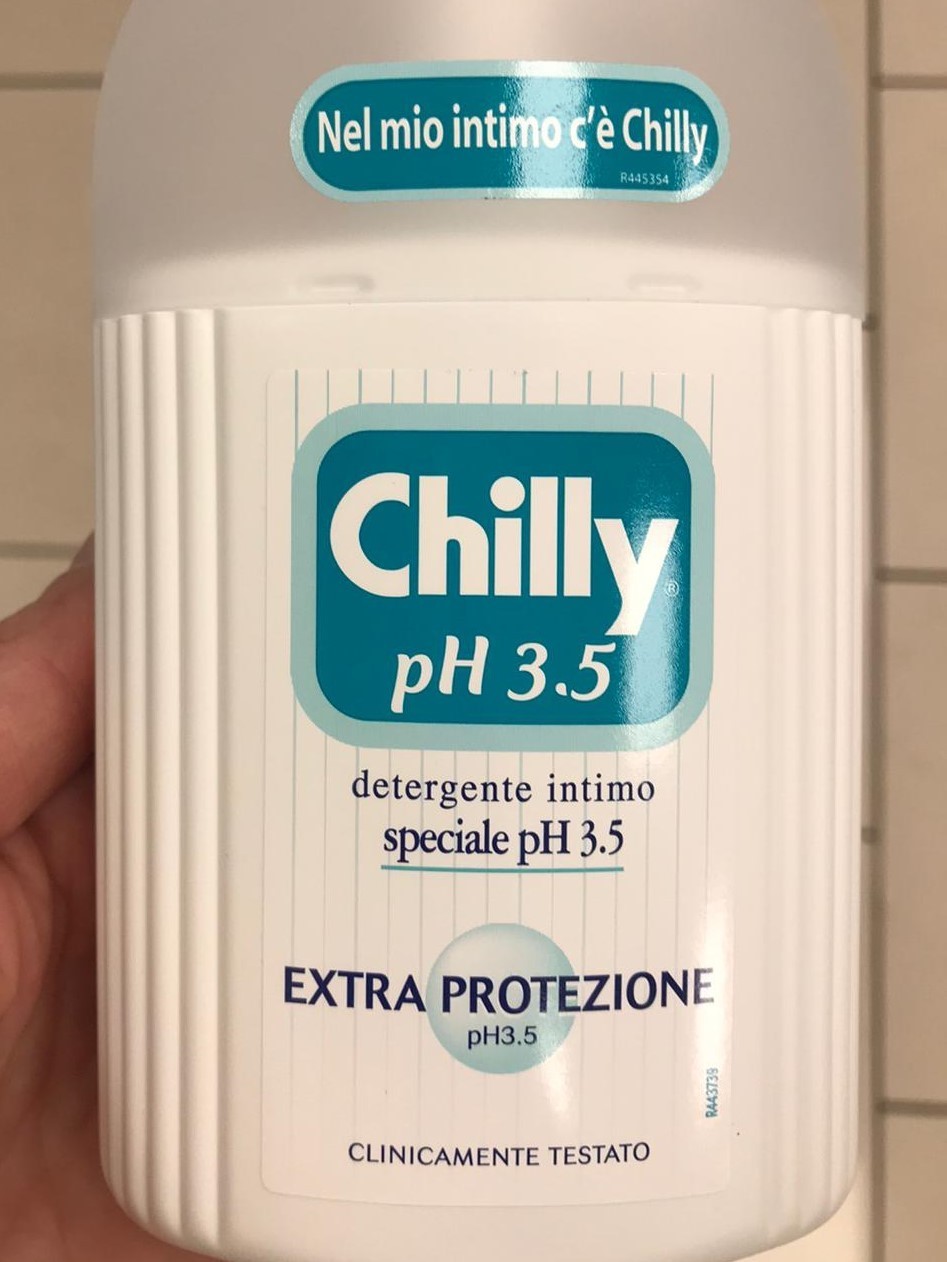 Nel mio intimo c'è Chilly
R445354
Chilly®
pH 3.5
detergente intimo
speciale pH 3.5
EXTRA PROTEZIONE
pH3.5
R443739
CLINICAMENTE TESTATO